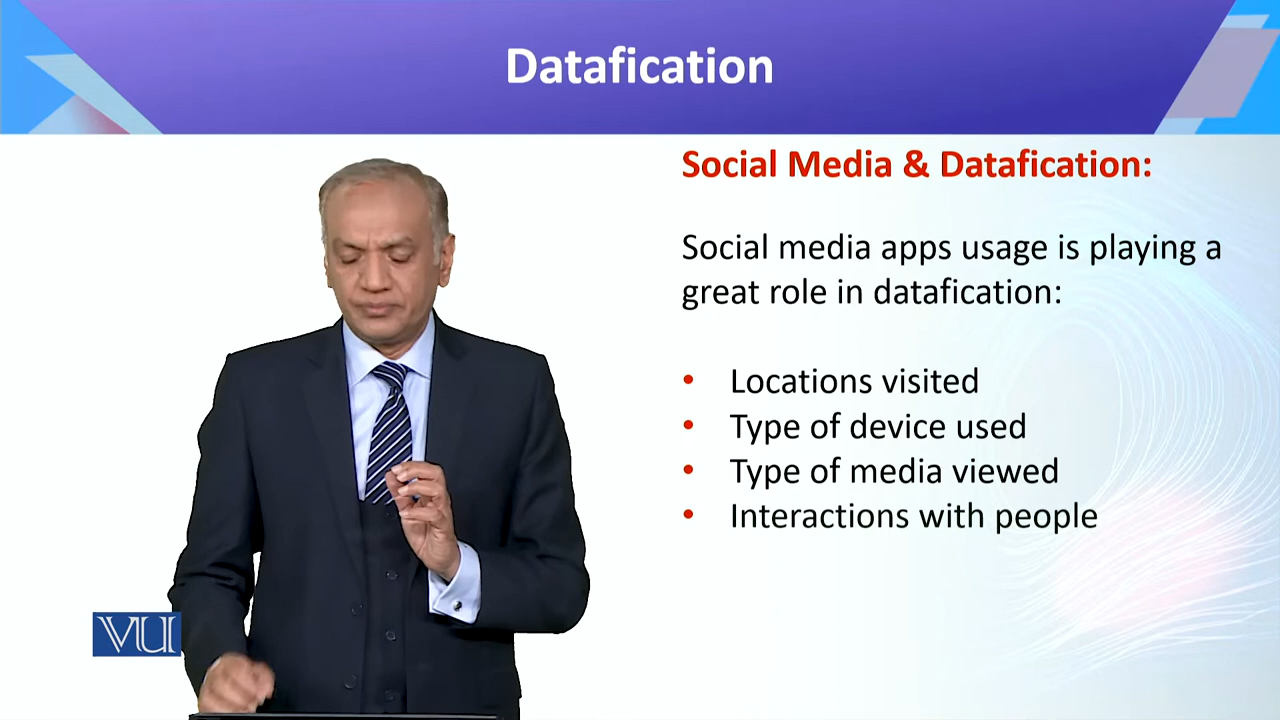 Datafication
Social Media & Datafication:
Social media apps usage is playing a
great role in datafication:
• Locations visited
• Type of device used
• Type of media viewed
• Interactions with people
VU